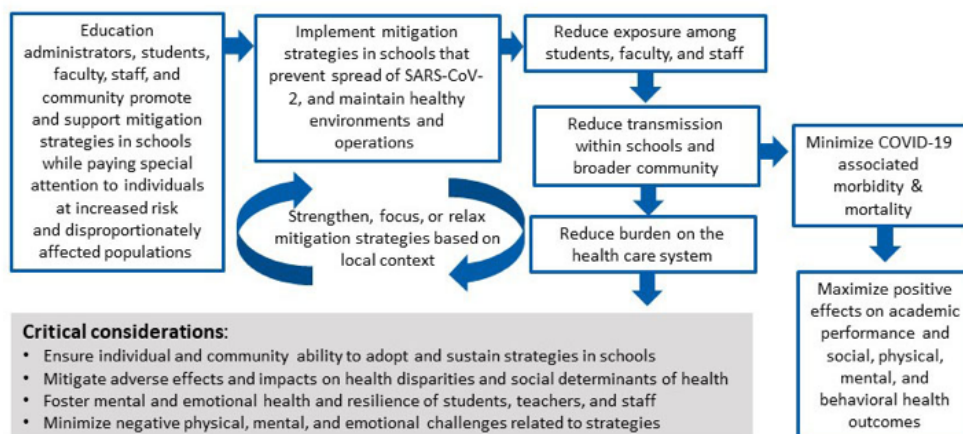 Education
administrators, students,
faculty, staff, and
community promote
and support mitigation
strategies in schools
while paying special
attention to individuals
at increased risk
and disproportionately
affected populations
Implement mitigation
strategies in schools that
prevent spread of SARS-CoV-
2, and maintain healthy
environments and
operations
Reduce exposure among
students, faculty, and staff
Reduce transmission
within schools and
broader community
Minimize COVID-19
associated
morbidity &
mortality
Strengthen, focus, or relax
mitigation strategies based on
local context
Reduce burden on the
health care system
Maximize positive
effects on academic
performance and
social, physical,
mental, and
behavioral health
outcomes
Critical considerations:
• Ensure individual and community ability to adopt and sustain strategies in schools
• Mitigate adverse effects and impacts on health disparities and social determinants of health
• Foster mental and emotional health and resilience of students, teachers, and staff
• Minimize negative physical, mental, and emotional challenges related to strategies